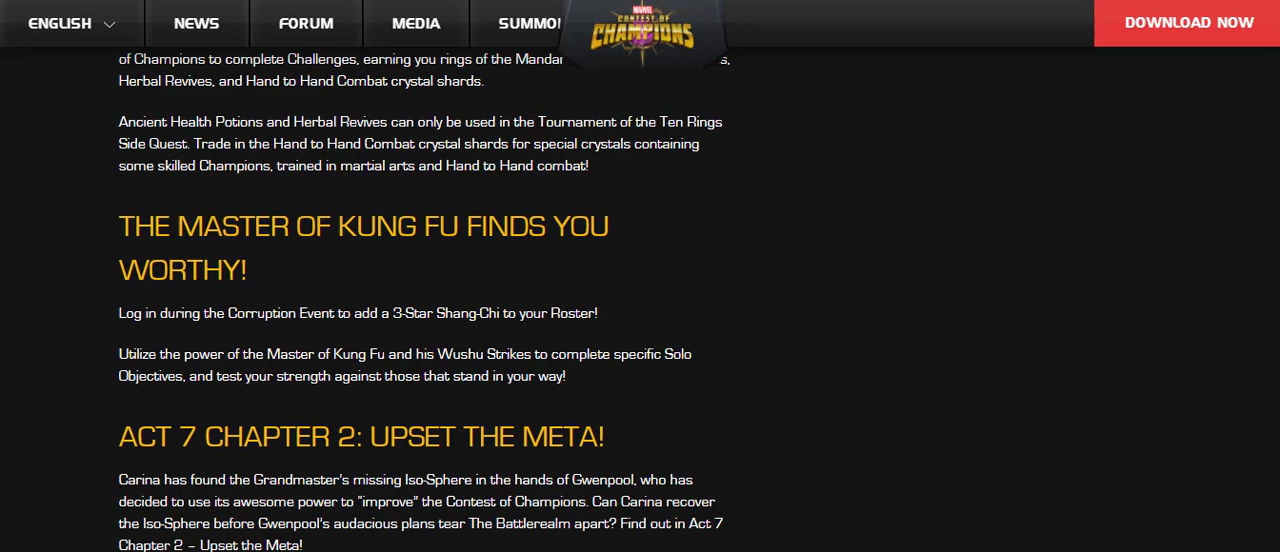 ENGLISH NEWS FORUM MEDIA SUMMO MARVEL CONTEST OF CHAMPIONS DOWNLOAD NOW
of Champions to complete Challenges, earning you rings of the Mandar s,
Herbal Revives, and Hand to Hand Combat crystal shards.
Ancient Health Potions and Herbal Revives can only be used in the Tournament of the Ten Rings
Side Quest. Trade in the Hand to Hand Combat crystal shards for special crystals containing
some skilled Champions, trained in martial arts and Hand to Hand combat!
THE MASTER OF KUNG FU FINDS YOU
WORTHY!
Log in during the Corruption Event to add a 3-Star Shang-Chi to your Roster!
Utilize the power of the Master of Kung Fu and his Wushu Strikes to complete specific Solo
Objectives, and test your strength against those that stand in your way!
ACT 7 CHAPTER 2: UPSET THE META!
Carina has found the Grandmaster's missing Iso-Sphere in the hands of Gwenpool, who has
decided to use its awesome power to “improve” the Contest of Champions. Can Carina recover
the Iso-Sphere before Gwenpool's audacious plans tear The Battlerealm apart? Find out in Act 7
Chapter 2 – Upset the Meta!